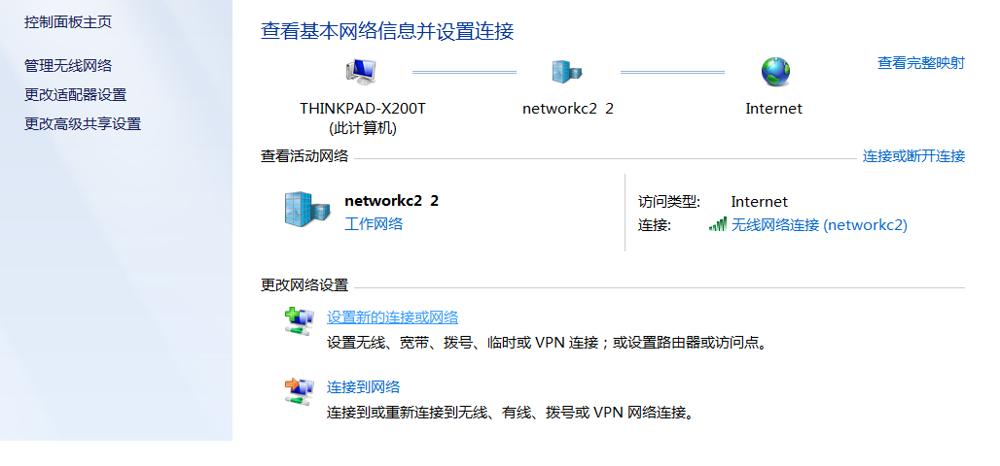 控制面板主页
管理无线网络
更改适配器设置
更改高级共享设置
查看基本网络信息并设置连接
查看完整映射
THINKPAD-X200T
(此计算机)
networkc2 2
Internet
查看活动网络
连接或断开连接
networkc2 2
工作网络
访问类型: Internet
连接: 无线网络连接 (networkc2)
更改网络设置
设置新的连接或网络
设置无线、宽带、拨号、临时或 VPN 连接；或设置路由器或访问点。
连接到网络
连接到或重新连接到无线、有线、拨号或 VPN 网络连接。